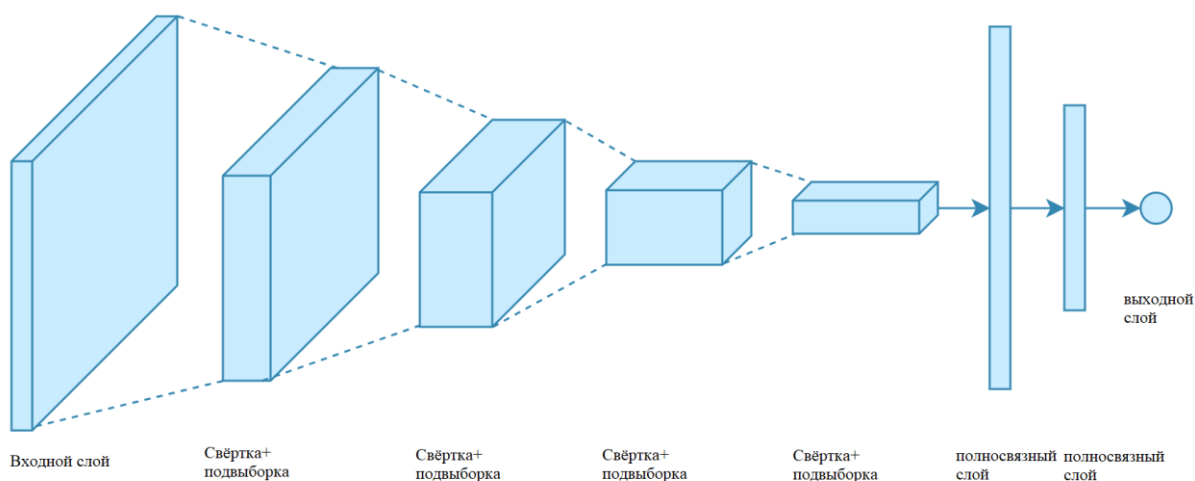 выходной
слой
Входной слой
Свёртка+
подвыборка
Свёртка+
подвыборка
Свёртка+
подвыборка
Свёртка+
подвыборка
полносвязный
слой
полносвязный
слой